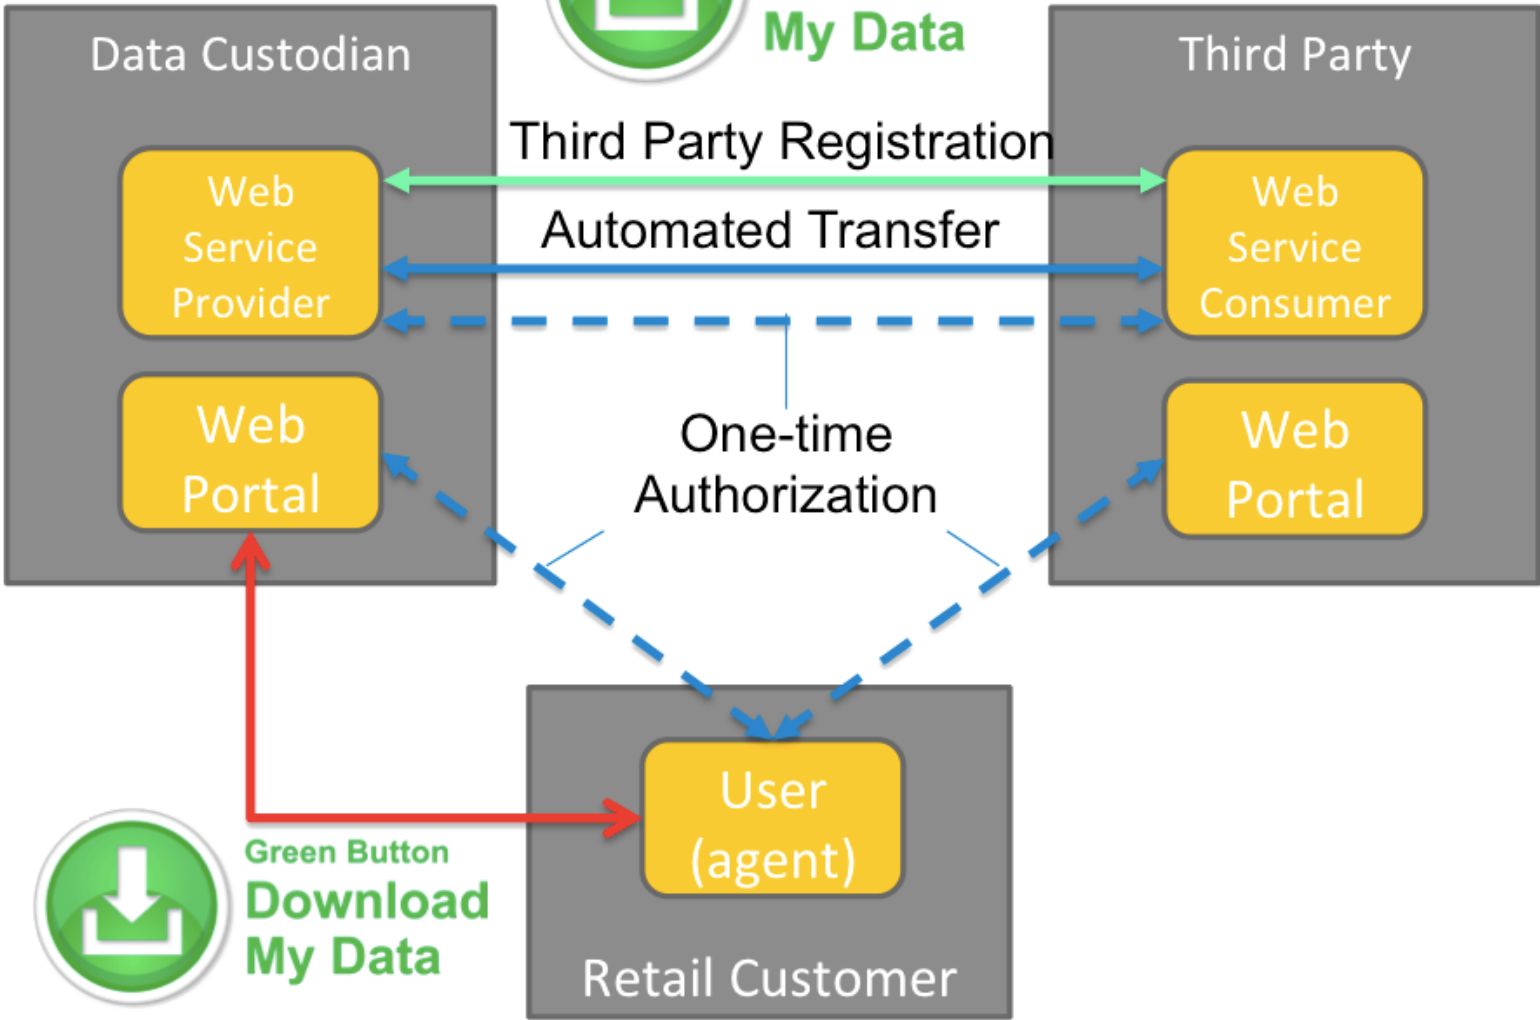 My Data
Data Custodian
Third Party
Third Party Registration
Web
Service
Provider
Web
Service
Consumer
Automated Transfer
Web
Portal
One-time
Authorization
Web
Portal
User
(agent)
Green Button
Download
My Data
Retail Customer